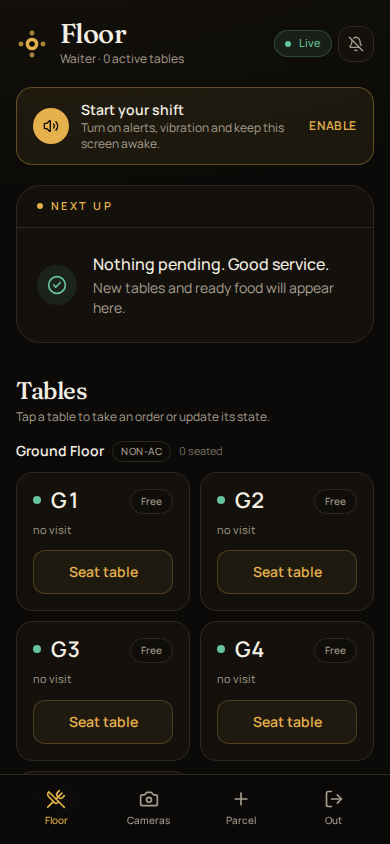 Floor
Waiter · 0 active tables
Live
Start your shift
Turn on alerts, vibration and keep this
screen awake.
ENABLE
NEXT UP
Nothing pending. Good service.
New tables and ready food will appear
here.
Tables
Tap a table to take an order or update its state.
Ground Floor NON-AC 0 seated
G1 Free
no visit
Seat table
G2 Free
no visit
Seat table
G3 Free
no visit
Seat table
G4 Free
no visit
Seat table
Floor Cameras Parcel Out